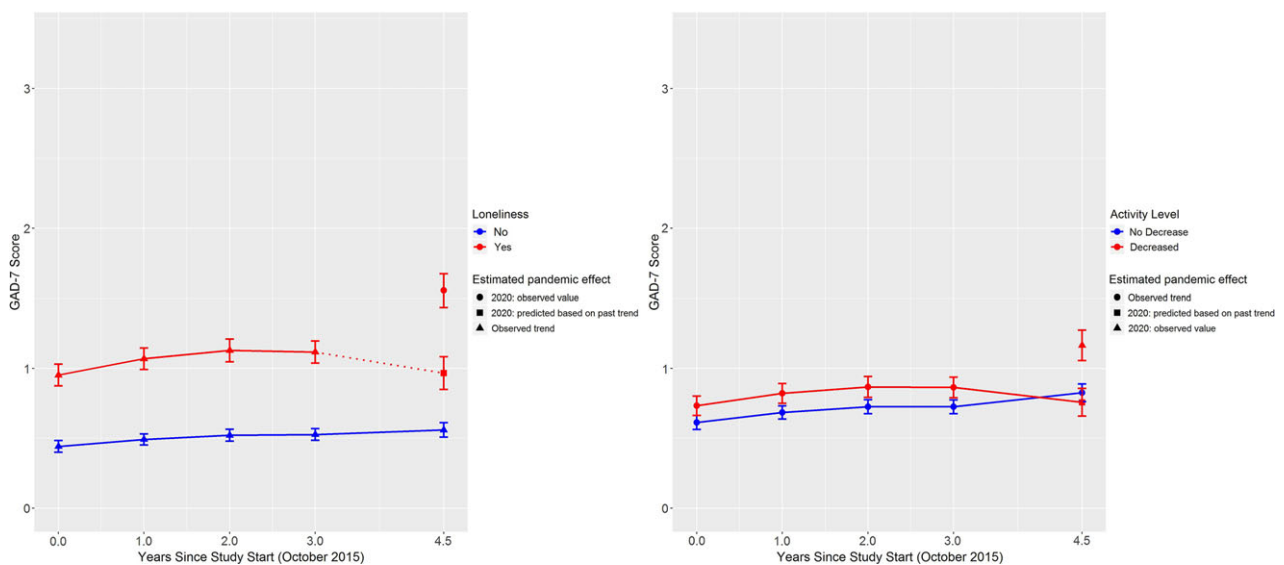 3
2
1
0
GAD-7 Score
0.0 1.0 2.0 3.0 4.5
Years Since Study Start (October 2015)
Loneliness
No
Yes
Estimated pandemic effect
2020: observed value
2020: predicted based on past trend
Observed trend
3
2
1
0
GAD-7 Score
0.0 1.0 2.0 3.0 4.5
Years Since Study Start (October 2015)
Activity Level
No Decrease
Decreased
Estimated pandemic effect
Observed trend
2020: predicted based on past trend
2020: observed value